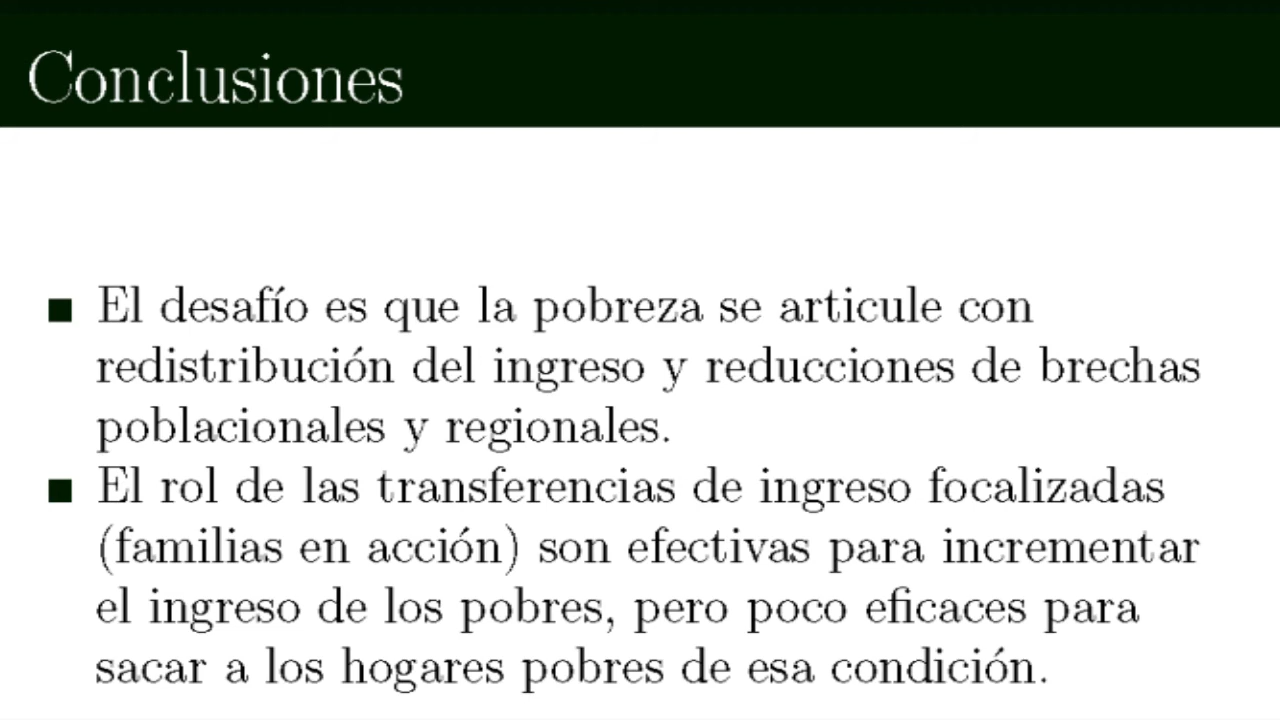 Conclusiones
El desafío es que la pobreza se articule con
redistribución del ingreso y reducciones de brechas
poblacionales y regionales.
El rol de las transferencias de ingreso focalizadas
(familias en acción) son efectivas para incrementar
el ingreso de los pobres, pero poco eficaces para
sacar a los hogares pobres de esa condición.